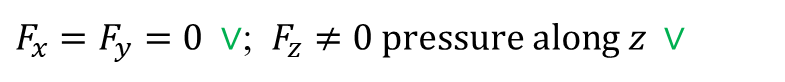 F_x = F_y = 0 V; F_z ≠ 0 pressure along z V